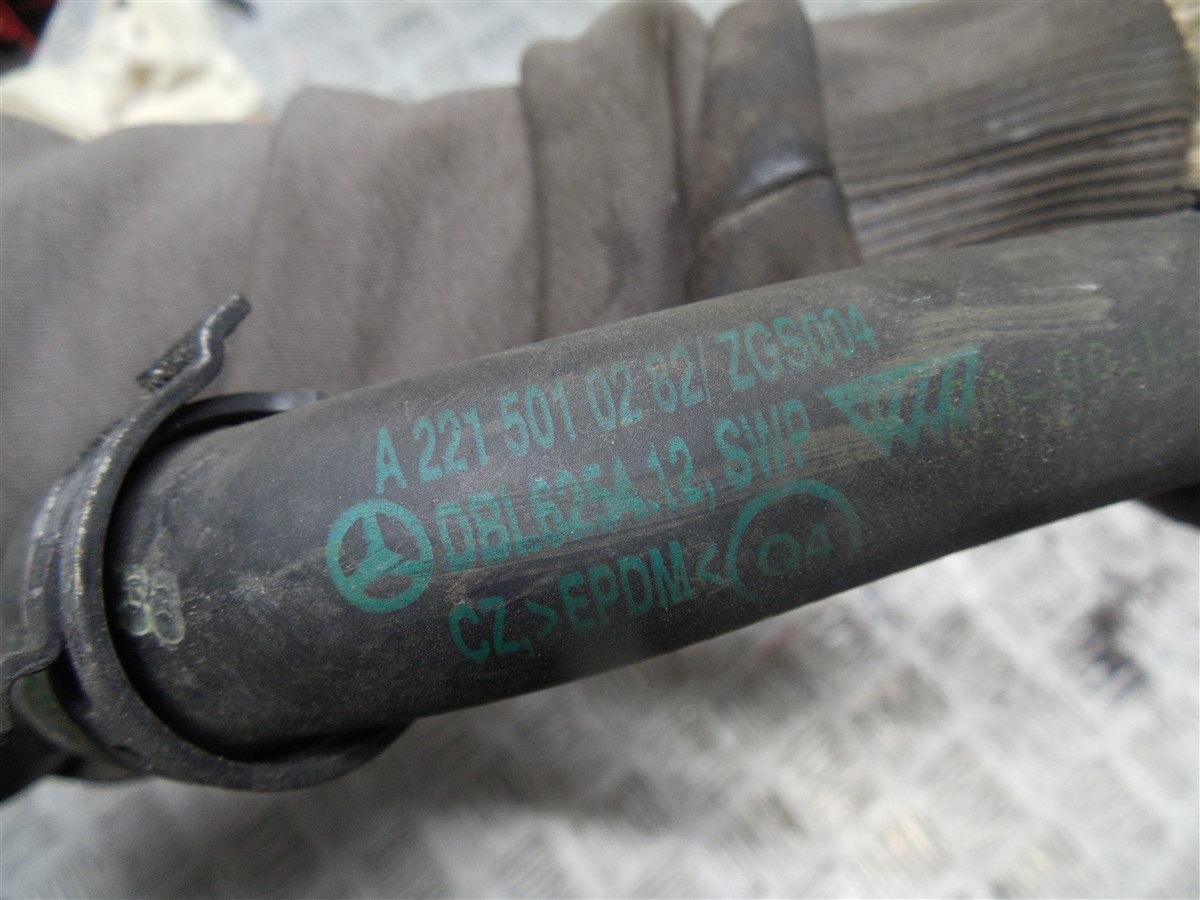 A 221 501 02 82/ ZGS004
DBL6254.12, SWP
CZ,>EPDM< 04